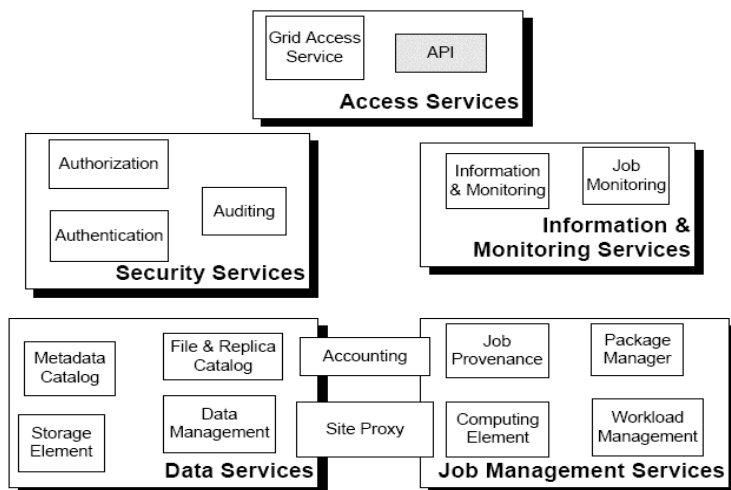 Grid Access
Service
API
Access Services
Authorization
Auditing
Authentication
Security Services
Information
& Monitoring
Job
Monitoring
Information &
Monitoring Services
Metadata
Catalog
File & Replica
Catalog
Storage
Element
Data
Management
Data Services
Accounting
Site Proxy
Job
Provenance
Package
Manager
Computing
Element
Workload
Management
Job Management Services